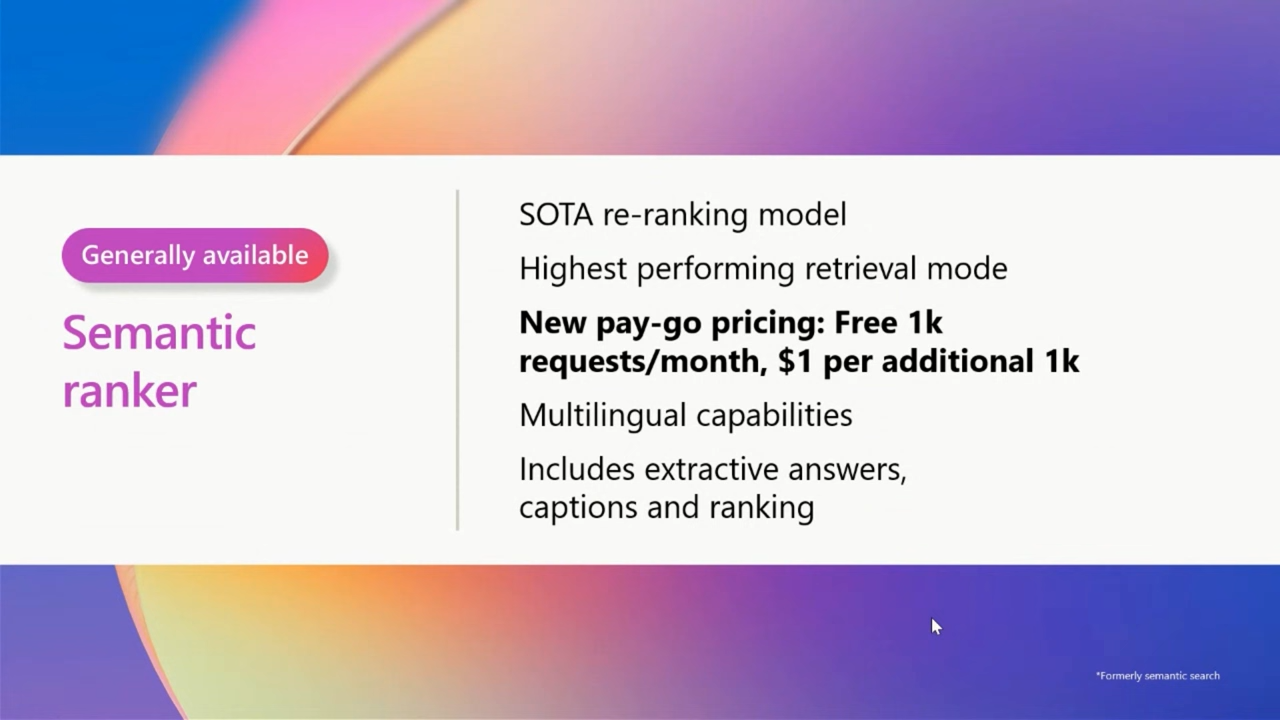 Generally available
Semantic
ranker
SOTA re-ranking model
Highest performing retrieval mode
New pay-go pricing: Free 1k
requests/month, $1 per additional 1k
Multilingual capabilities
Includes extractive answers,
captions and ranking
*Formerly semantic search